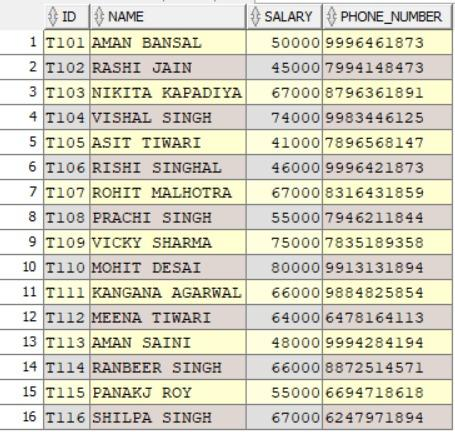 ID NAME SALARY PHONE_NUMBER
1 T101 AMAN BANSAL 50000 9996461873
2 T102 RASHI JAIN 45000 7994148473
3 T103 NIKITA KAPADIYA 67000 8796361891
4 T104 VISHAL SINGH 74000 9983446125
5 T105 ASIT TIWARI 41000 7896568147
6 T106 RISHI SINGHAL 46000 9996421873
7 T107 ROHIT MALHOTRA 67000 8316431859
8 T108 PRACHI SINGH 55000 7946211844
9 T109 VICKY SHARMA 75000 7835189358
10 T110 MOHIT DESAI 80000 9913131894
11 T111 KANGANA AGARWAL 66000 9884825854
12 T112 MEENA TIWARI 64000 6478164113
13 T113 AMAN SAINI 48000 9994284194
14 T114 RANBEER SINGH 66000 8872514571
15 T115 PANAKJ ROY 55000 6694718618
16 T116 SHILPA SINGH 67000 6247971894